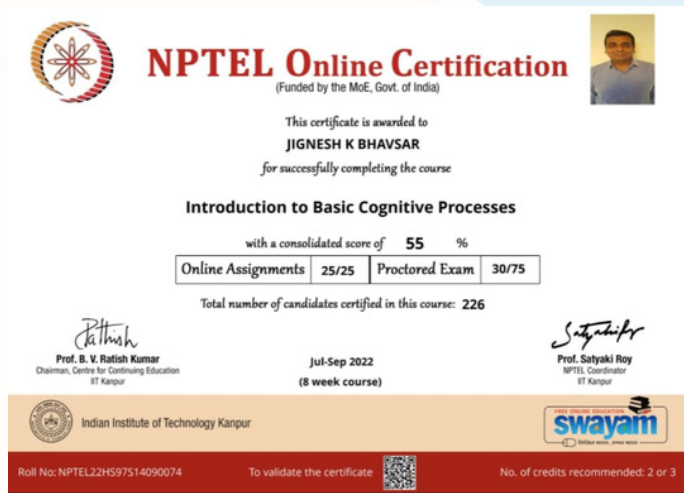 NPTEL Online Certification
(Funded by the MoE, Govt. of India)
This certificate is awarded to
JIGNESH K BHAVSAR
for successfully completing the course
Introduction to Basic Cognitive Processes
with a consolidated score of 55 %
Online Assignments 25/25 Proctored Exam 30/75
Total number of candidates certified in this course: 226
Prof. B. V. Ratish Kumar
Chairman, Centre for Continuing Education
IIT Kanpur
Jul-Sep 2022
(8 week course)
Prof. Satyaki Roy
NPTEL Coordinator
IIT Kanpur
Indian Institute of Technology Kanpur
FREE ONLINE EDUCATION
swayam
शिक्षित भारत, उन्नत भारत
Roll No: NPTEL22HS97S14090074 To validate the certificate No. of credits recommended: 2 or 3